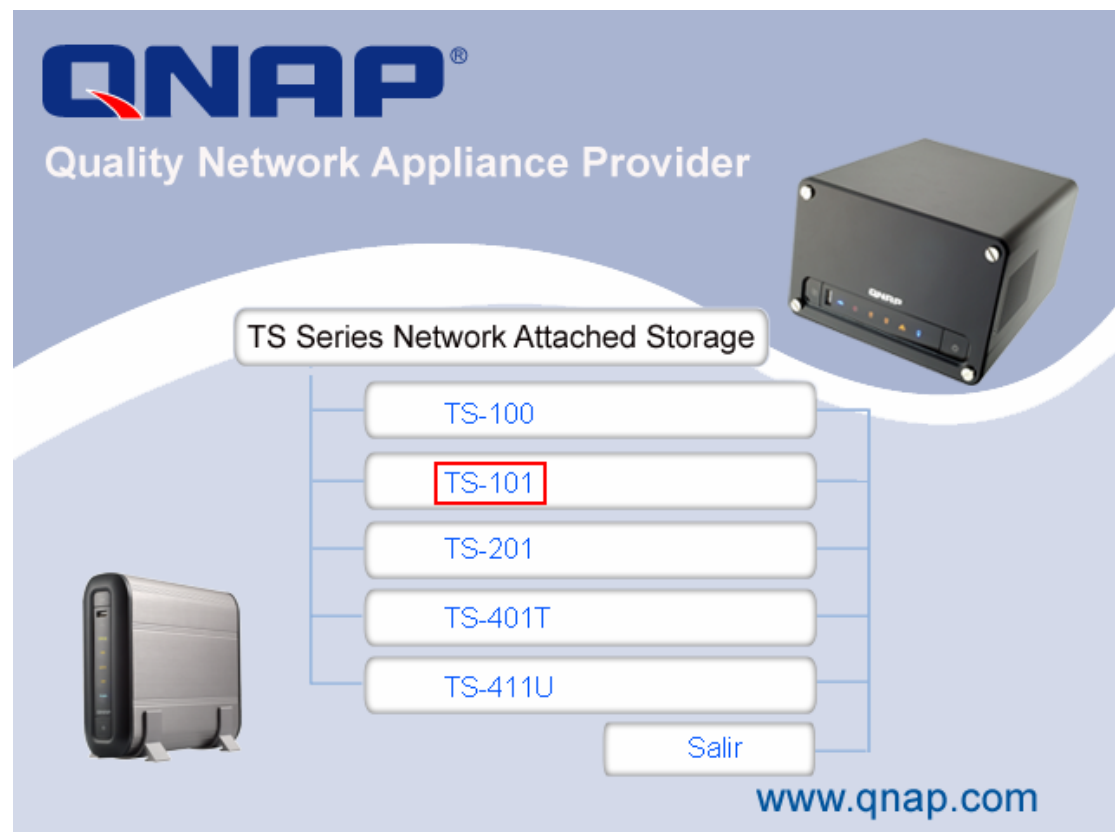 QNAP®
Quality Network Appliance Provider
QNAP
TS Series Network Attached Storage
TS-100
TS-101
TS-201
TS-401T
TS-411U
Salir
www.qnap.com